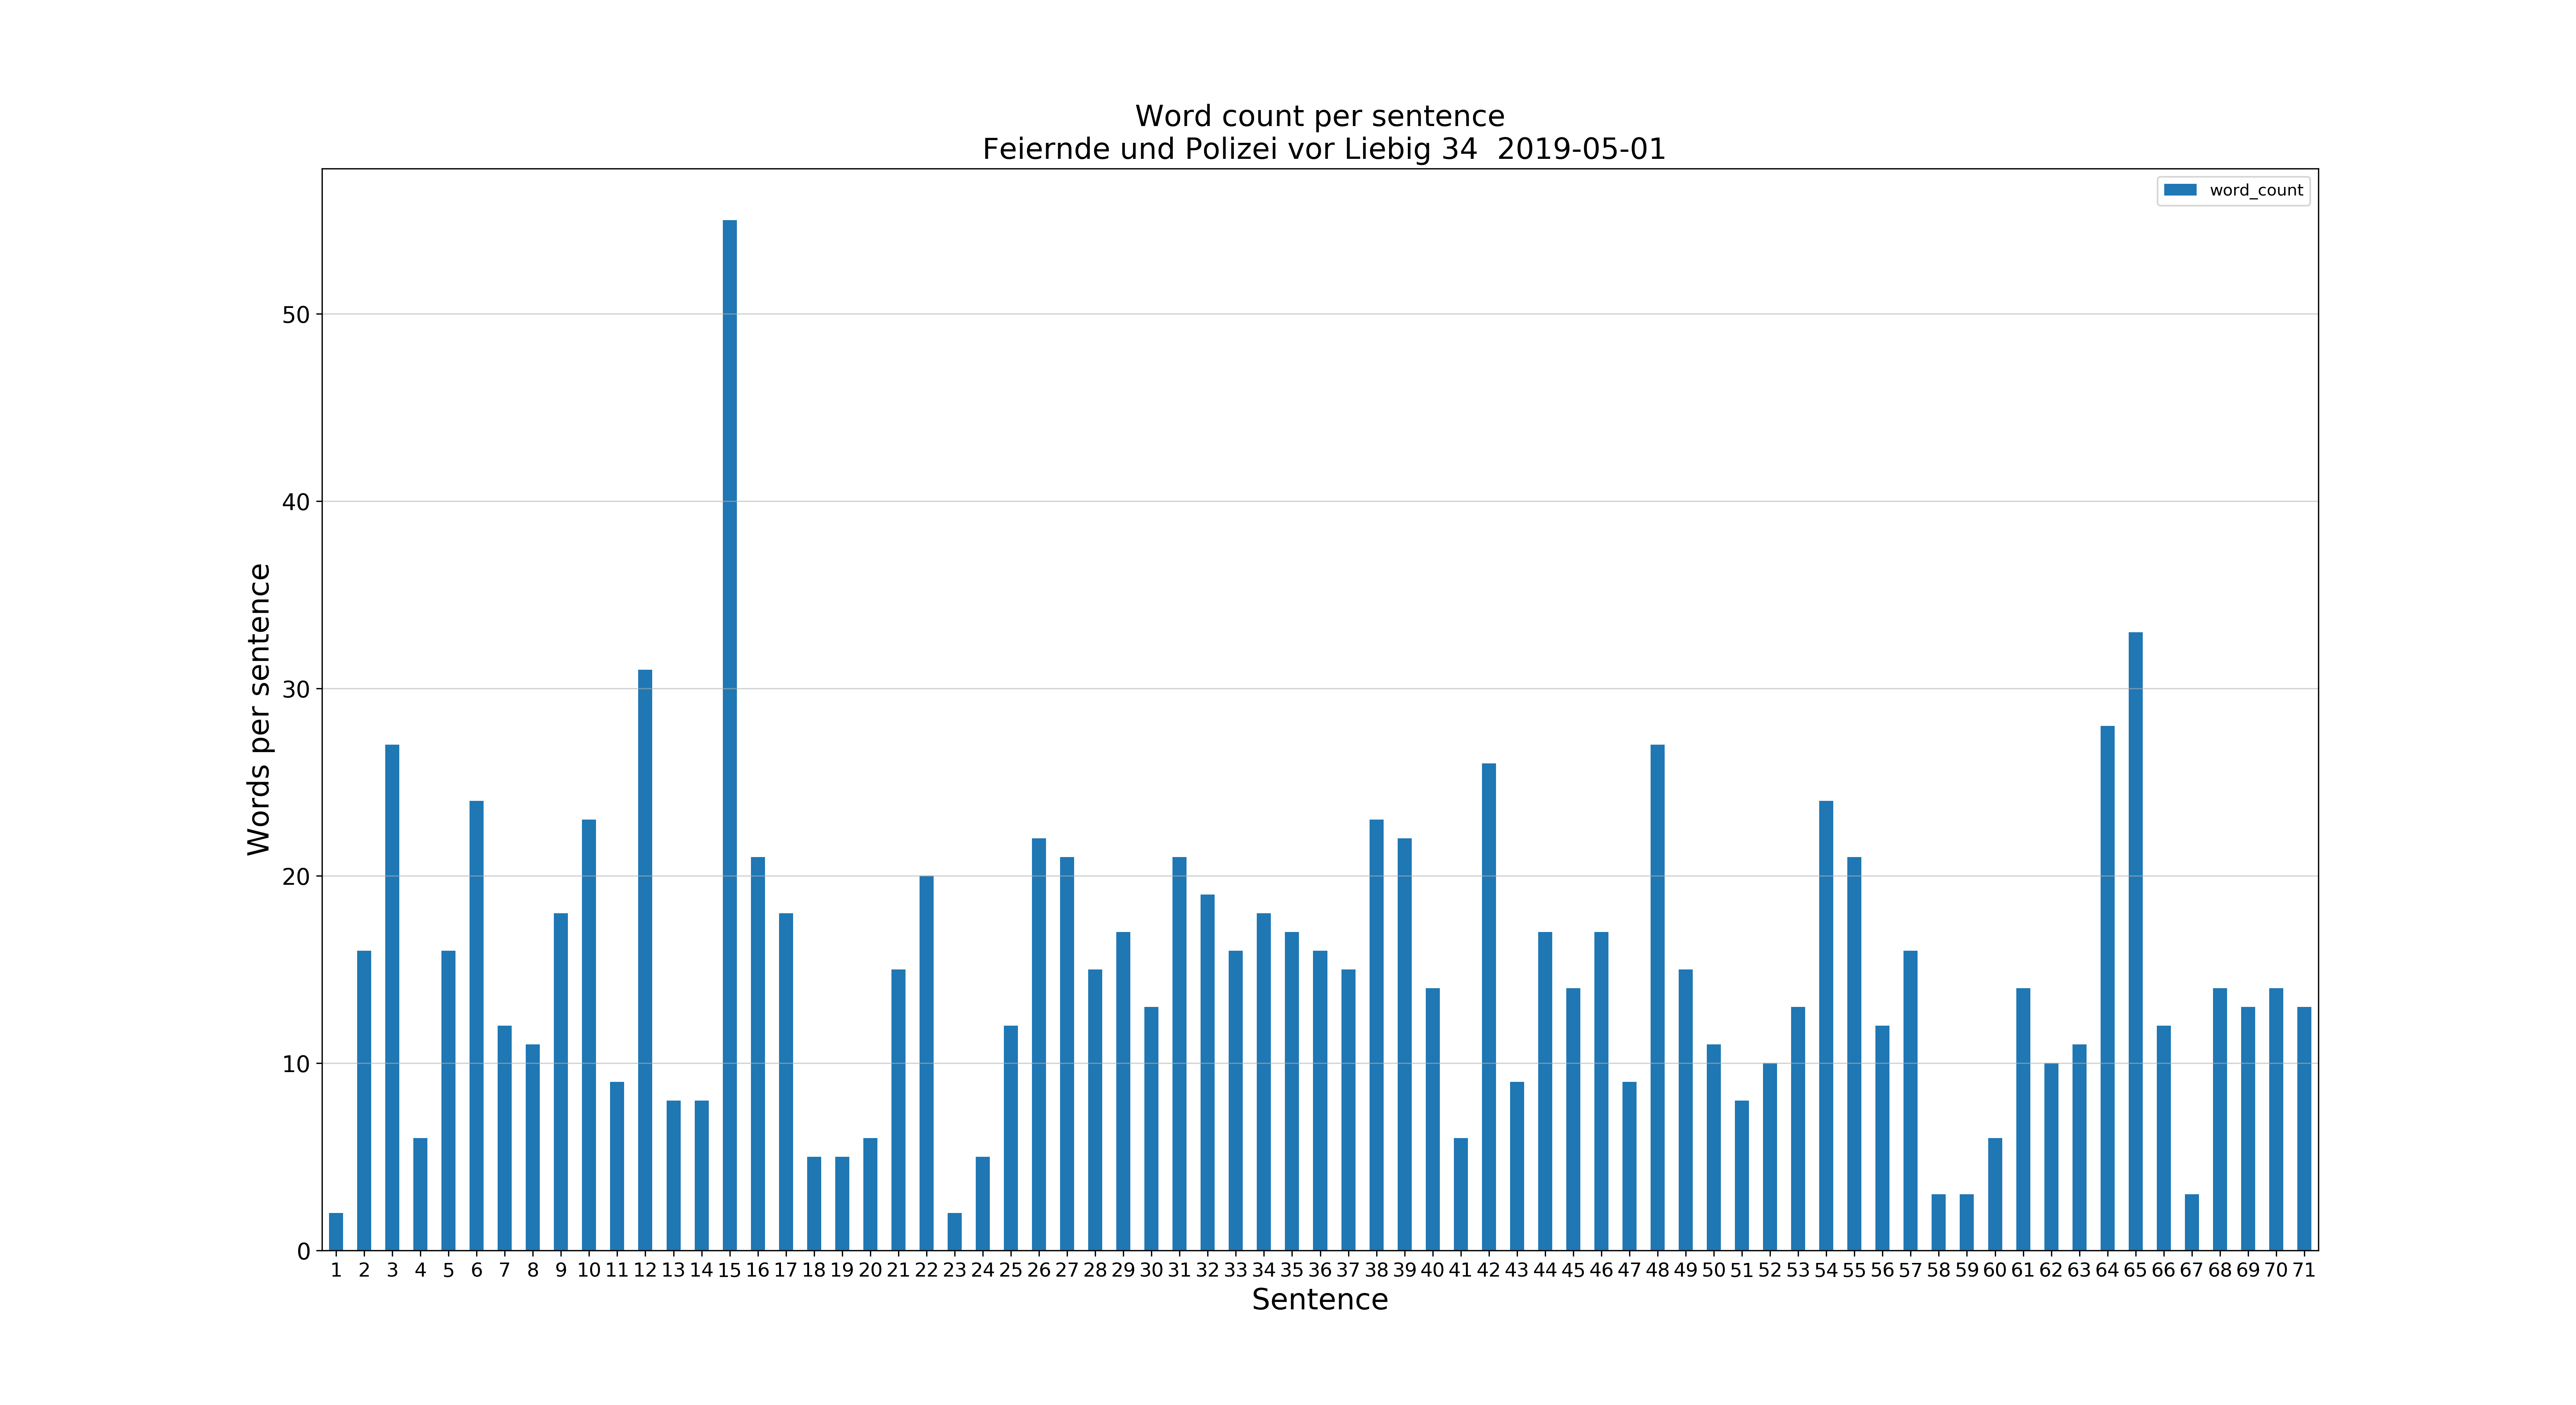 Word count per sentence
Feiernde und Polizei vor Liebig 34  2019-05-01
word_count
50
40
30
20
10
0
Words per sentence
1 2 3 4 5 6 7 8 9 10 11 12 13 14 15 16 17 18 19 20 21 22 23 24 25 26 27 28 29 30 31 32 33 34 35 36 37 38 39 40 41 42 43 44 45 46 47 48 49 50 51 52 53 54 55 56 57 58 59 60 61 62 63 64 65 66 67 68 69 70 71
Sentence